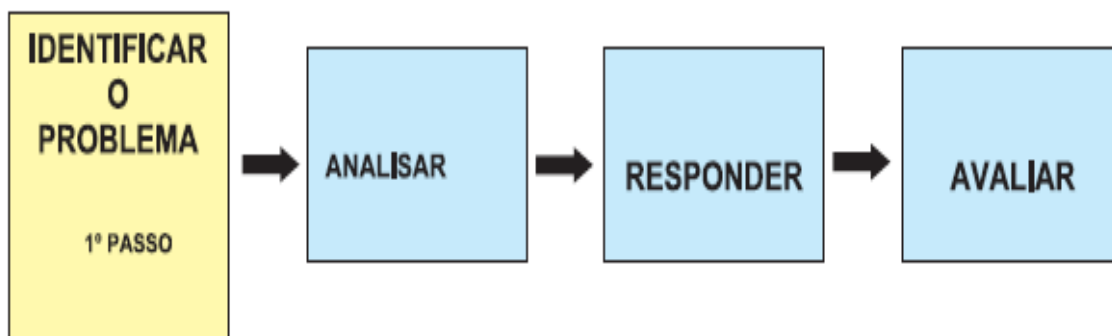 IDENTIFICAR
O
PROBLEMA
1º PASSO
ANALISAR
RESPONDER
AVALIAR